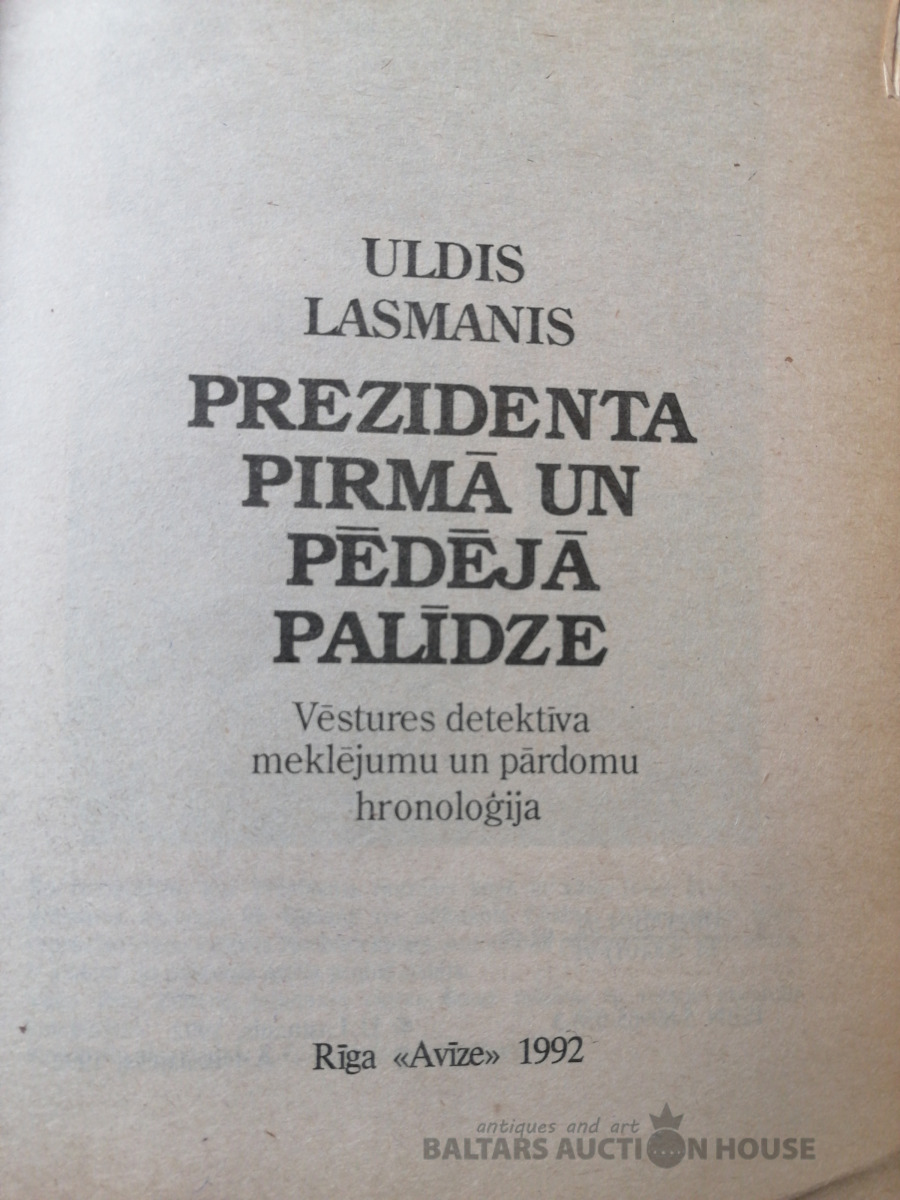 ULDIS
LASMANIS
PREZIDENTA
PIRMĀ UN
PĒDĒJĀ
PALĪDZE
Vēstures detektīva
meklējumu un pārdomu
hronoloģija
Rīga «Avīze» 1992
antiques and art
BALTARS AUCTION HOUSE